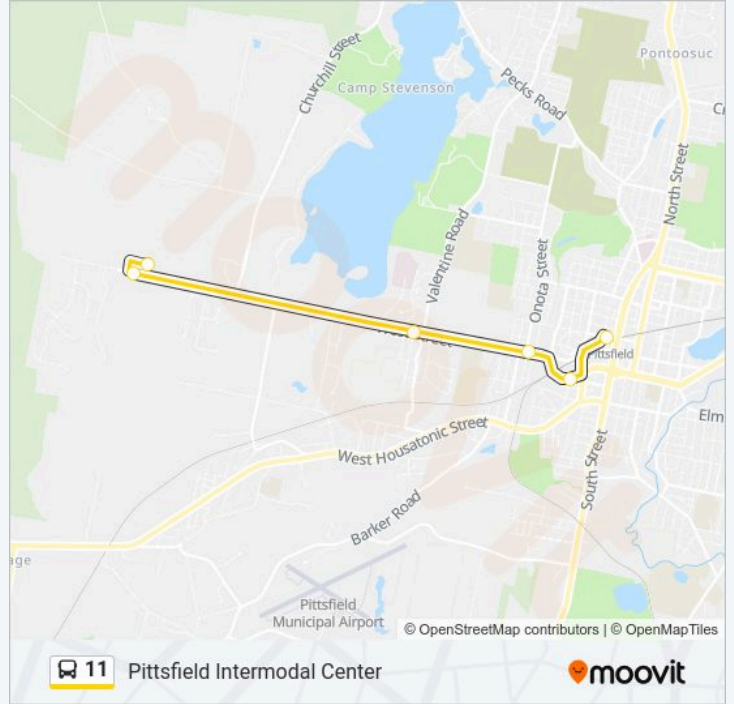 Churchill Street
Camp Stevenson
Pecks Road
Pontoosuc
North Street
Valentine Road
Onota Street
Pittsfield
West Housatonic Street
Elm
South Street
Barker Road
age
Pittsfield
Municipal Airport
© OpenStreetMap contributors | © OpenMapTiles
11 Pittsfield Intermodal Center
moovit